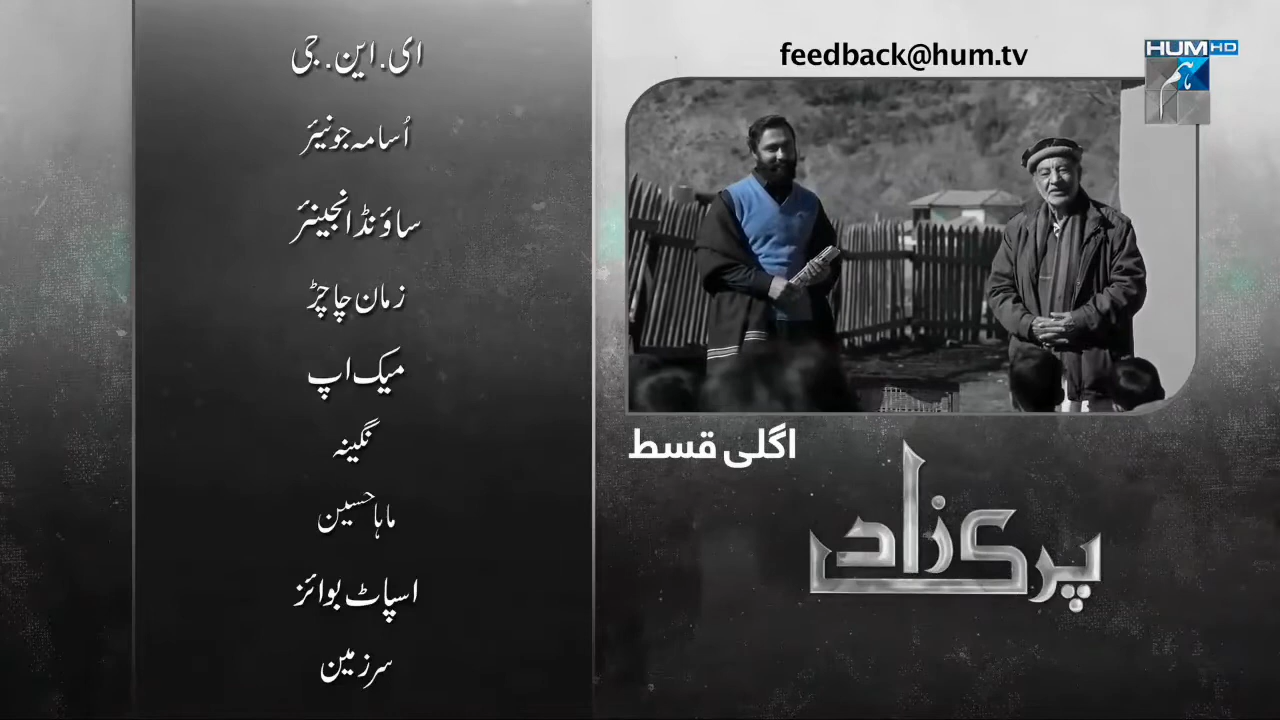 ای.این.جی
اُسامہ جونیئر
ساؤنڈ انجینئر
زمان چاچڑ
میک اپ
نگینہ
ماہا حسین
اسپاٹ بوائز
سرزمین
feedback@hum.tv
HUM HD
ہم
اگلی قسط
پری زاد